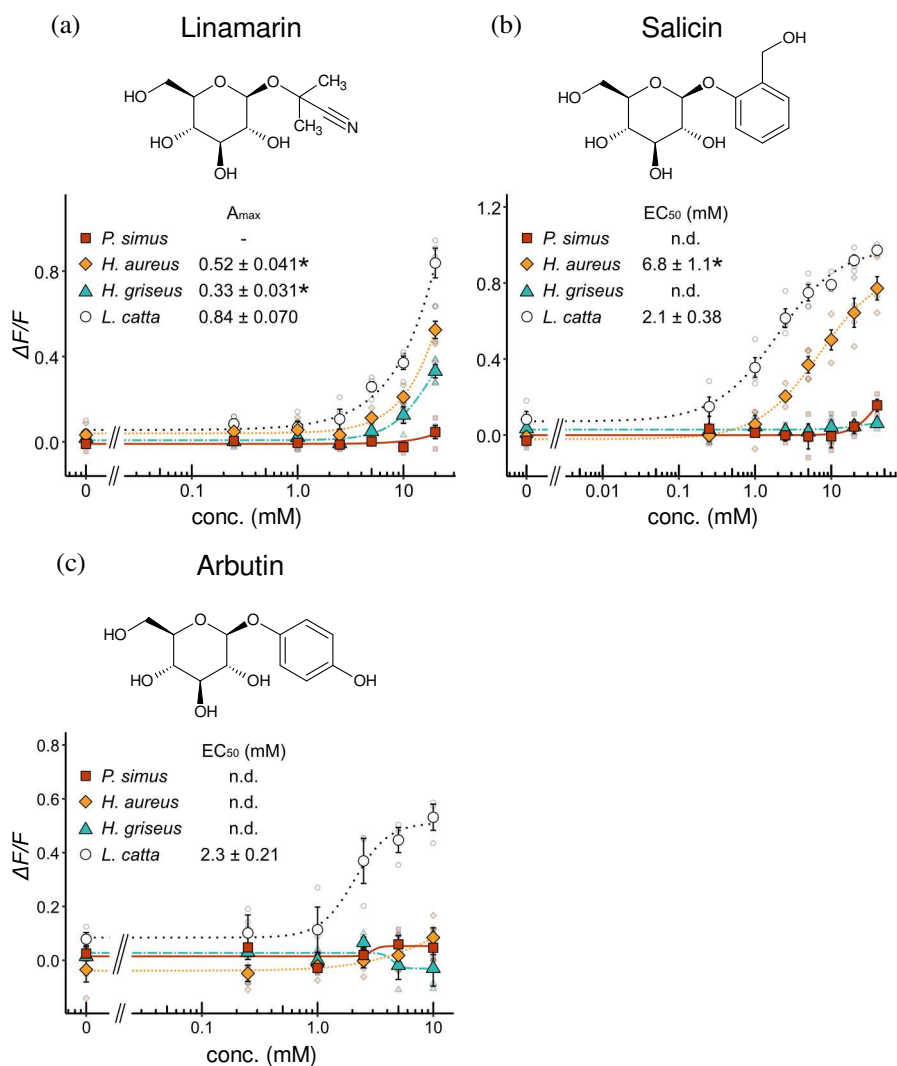 (a) Linamarin
HO
O
O
CH₃
CH₃
N
HO
OH
OH
Amax
P. simus -
H. aureus 0.52 ± 0.041*
H. griseus 0.33 ± 0.031*
L. catta 0.84 ± 0.070
ΔF/F
0.8
0.4
0.0
0 0.1 1.0 10
conc. (mM)
(b) Salicin
OH
HO
O
O
HO
OH
OH
EC50 (mM)
P. simus n.d.
H. aureus 6.8 ± 1.1*
H. griseus n.d.
L. catta 2.1 ± 0.38
1.2
0.8
0.4
0.0
0 0.01 0.1 1.0 10
conc. (mM)
(c) Arbutin
HO
O
O
HO
OH
OH
OH
EC50 (mM)
P. simus n.d.
H. aureus n.d.
H. griseus n.d.
L. catta 2.3 ± 0.21
ΔF/F
0.8
0.6
0.4
0.2
0.0
0 0.1 1.0 10
conc. (mM)